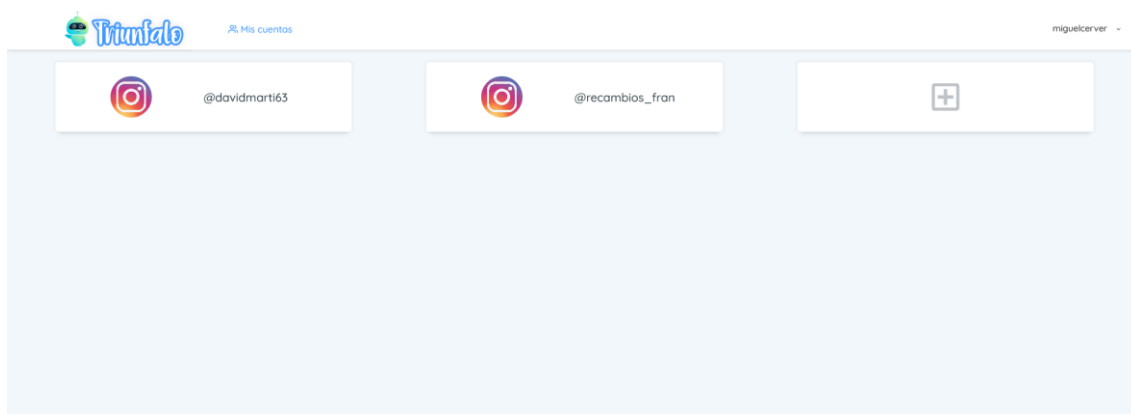 Triunfalo
Mis cuentas
miguelcerver
@davidmarti63
@recambios_fran